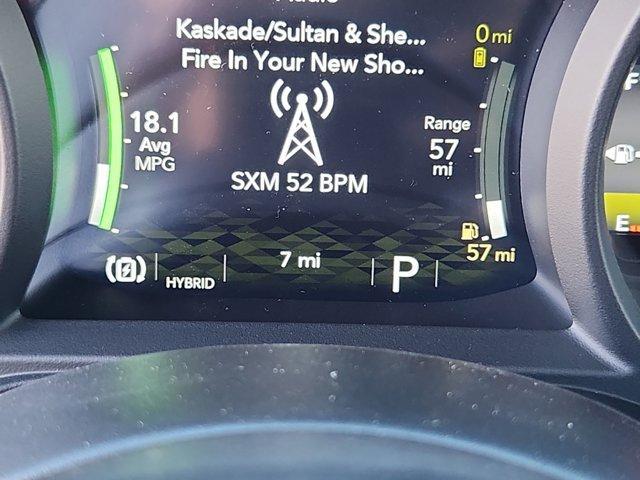 Kaskade/Sultan & She...
Fire In Your New Sho...
0 mi
18.1
Avg
MPG
Range
57
mi
SXM 52 BPM
57 mi
HYBRID
7 mi
P
F
E